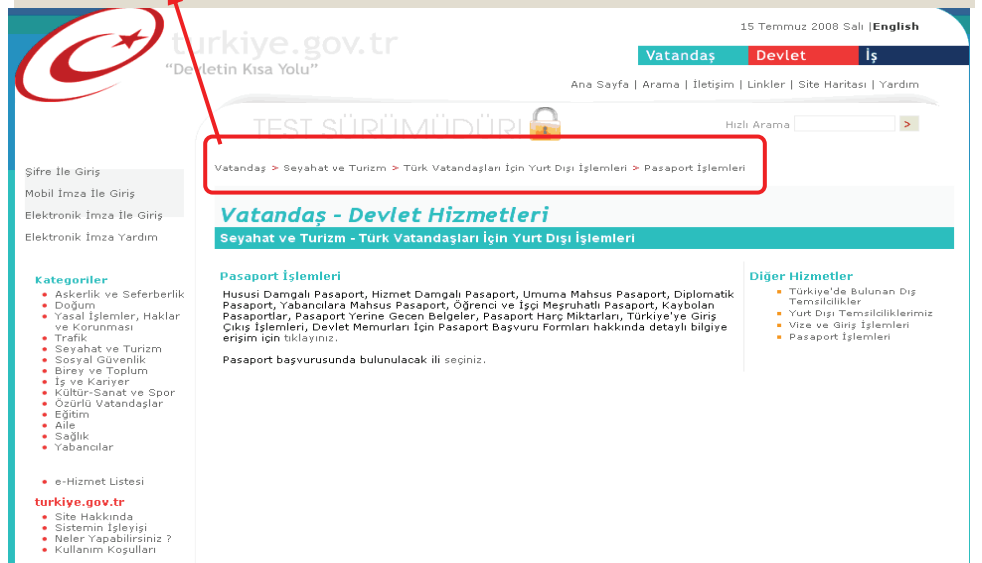 15 Temmuz 2008 Salı |English
turkiye.gov.tr
"Devletin Kısa Yolu"
Vatandaş Devlet İş
Ana Sayfa | Arama | İletişim | Linkler | Site Haritası | Yardım
TEST SÜRÜMÜDÜR!
Hızlı Arama >
Vatandaş > Seyahat ve Turizm > Türk Vatandaşları İçin Yurt Dışı İşlemleri > Pasaport İşlemleri
Şifre İle Giriş
Mobil İmza İle Giriş
Elektronik İmza İle Giriş
Elektronik İmza Yardım
Vatandaş - Devlet Hizmetleri
Seyahat ve Turizm - Türk Vatandaşları İçin Yurt Dışı İşlemleri
Kategoriler
Askerlik ve Seferberlik
Doğum
Yasal İşlemler, Haklar
ve Korunması
Trafik
Seyahat ve Turizm
Sosyal Güvenlik
Birey ve Toplum
İş ve Kariyer
Kültür-Sanat ve Spor
Özürlü Vatandaşlar
Eğitim
Aile
Sağlık
Yabancılar
e-Hizmet Listesi
turkiye.gov.tr
Site Hakkında
Sistemin İşleyişi
Neler Yapabilirsiniz ?
Kullanım Koşulları
Pasaport İşlemleri
Hususi Damgalı Pasaport, Hizmet Damgalı Pasaport, Umuma Mahsus Pasaport, Diplomatik
Pasaport, Yabancılara Mahsus Pasaport, Öğrenci ve İşçi Meşruhatlı Pasaport, Kaybolan
Pasaportlar, Pasaport Yerine Gecen Belgeler, Pasaport Harç Miktarları, Türkiye'ye Giriş
Çıkış İşlemleri, Devlet Memurları İçin Pasaport Başvuru Formları hakkında detaylı bilgiye
erişim için tıklayınız.
Pasaport başvurusunda bulunulacak ili seçiniz.
Diğer Hizmetler
Türkiye'de Bulunan Dış
Temsilcilikler
Yurt Dışı Temsilciliklerimiz
Vize ve Giriş İşlemleri
Pasaport İşlemleri